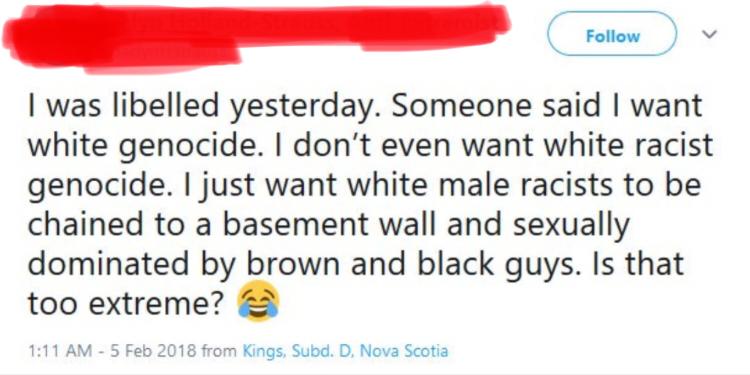 Follow
I was libelled yesterday. Someone said I want
white genocide. I don't even want white racist
genocide. I just want white male racists to be
chained to a basement wall and sexually
dominated by brown and black guys. Is that
too extreme? 😂
1:11 AM - 5 Feb 2018 from Kings, Subd. D, Nova Scotia